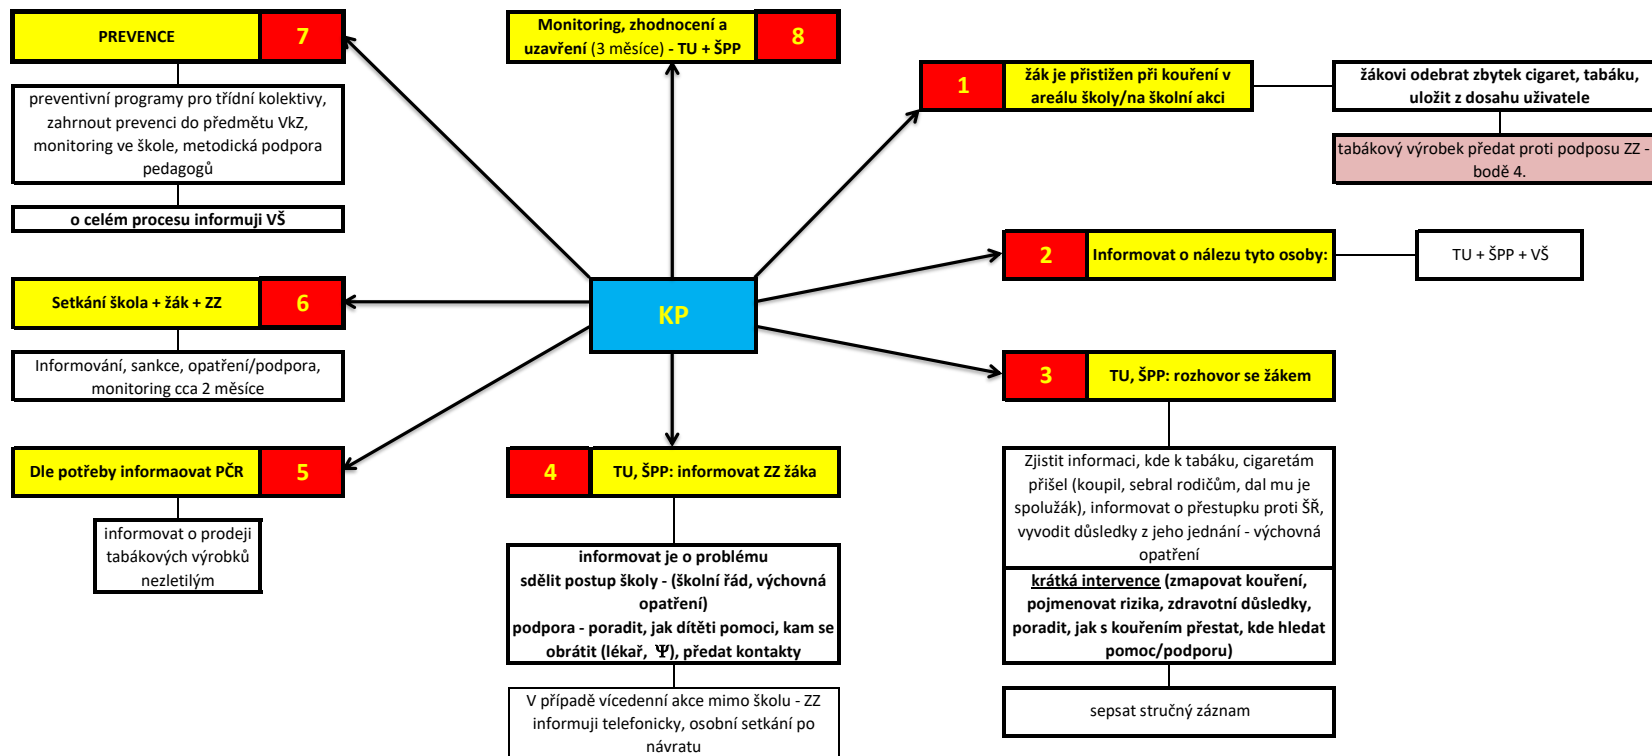 PREVENCE
7
preventivní programy pro třídní kolektivy,
zahrnout prevenci do předmětu VkZ,
monitoring ve škole, metodická podpora
pedagogů
o celém procesu informuji VŠ
Monitoring, zhodnocení a
uzavření (3 měsíce) - TU + ŠPP
8
1
žák je přistižen při kouření v
areálu školy/na školní akci
žákovi odebrat zbytek cigaret, tabáku,
uložit z dosahu uživatele
tabákový výrobek předat proti podposu ZZ -
bodě 4.
2
Informovat o nálezu tyto osoby:
TU + ŠPP + VŠ
Setkání škola + žák + ZZ
6
Informování, sankce, opatření/podpora,
monitoring cca 2 měsíce
KP
3
TU, ŠPP: rozhovor se žákem
Zjistit informaci, kde k tabáku, cigaretám
přišel (koupil, sebral rodičům, dal mu je
spolužák), informovat o přestupku proti ŠŘ,
vyvodit důsledky z jeho jednání - výchovná
opatření
krátká intervence (zmapovat kouření,
pojmenovat rizika, zdravotní důsledky,
poradit, jak s kouřením přestat, kde hledat
pomoc/podporu)
sepsat stručný záznam
Dle potřeby informaovat PČR
5
informovat o prodeji
tabákových výrobků
nezletilým
4
TU, ŠPP: informovat ZZ žáka
informovat je o problému
sdělit postup školy - (školní řád, výchovná
opatření)
podpora - poradit, jak dítěti pomoci, kam se
obrátit (lékař, Ψ), předat kontakty
V případě vícedenní akce mimo školu - ZZ
informuji telefonicky, osobní setkání po
návratu